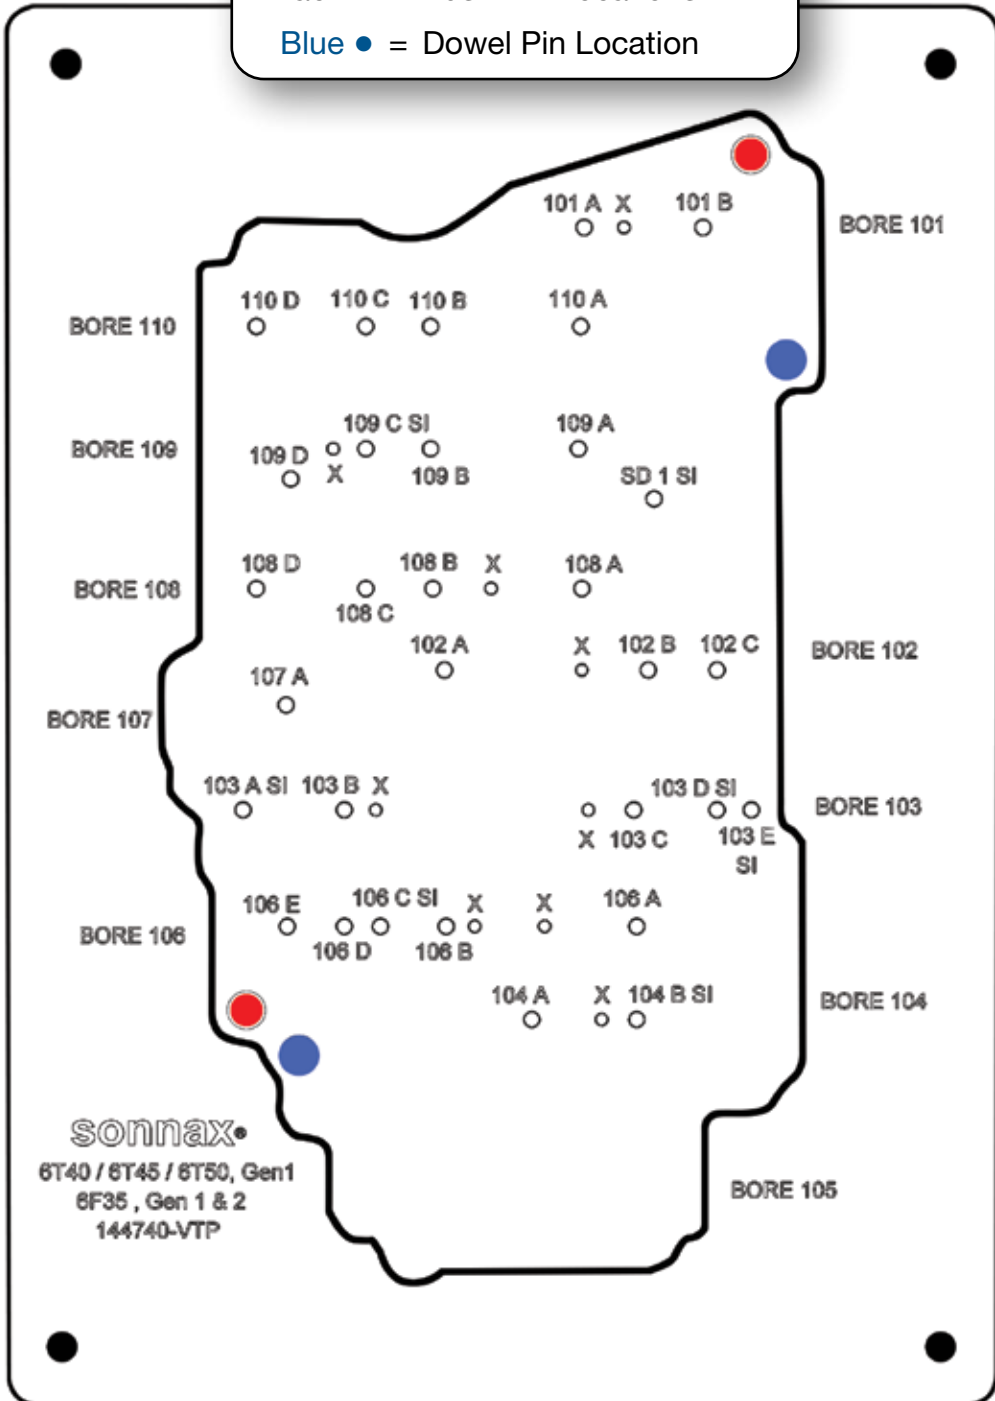 Blue ● = Dowel Pin Location
101 A X 101 B
BORE 101
110 D 110 C 110 B 110 A
BORE 110
109 C SI 109 A
BORE 109
109 D X 109 B SD 1 SI
108 D 108 B X 108 A
BORE 108
108 C
102 A X 102 B 102 C
BORE 102
107 A
BORE 107
103 A SI 103 B X 103 D SI
BORE 103
X 103 C 103 E
SI
106 E 106 C SI X X 106 A
BORE 106
106 D 106 B
104 A X 104 B SI
BORE 104
sonnax®
6T40 / 6T45 / 6T50, Gen1
6F35 , Gen 1 & 2
144740-VTP
BORE 105